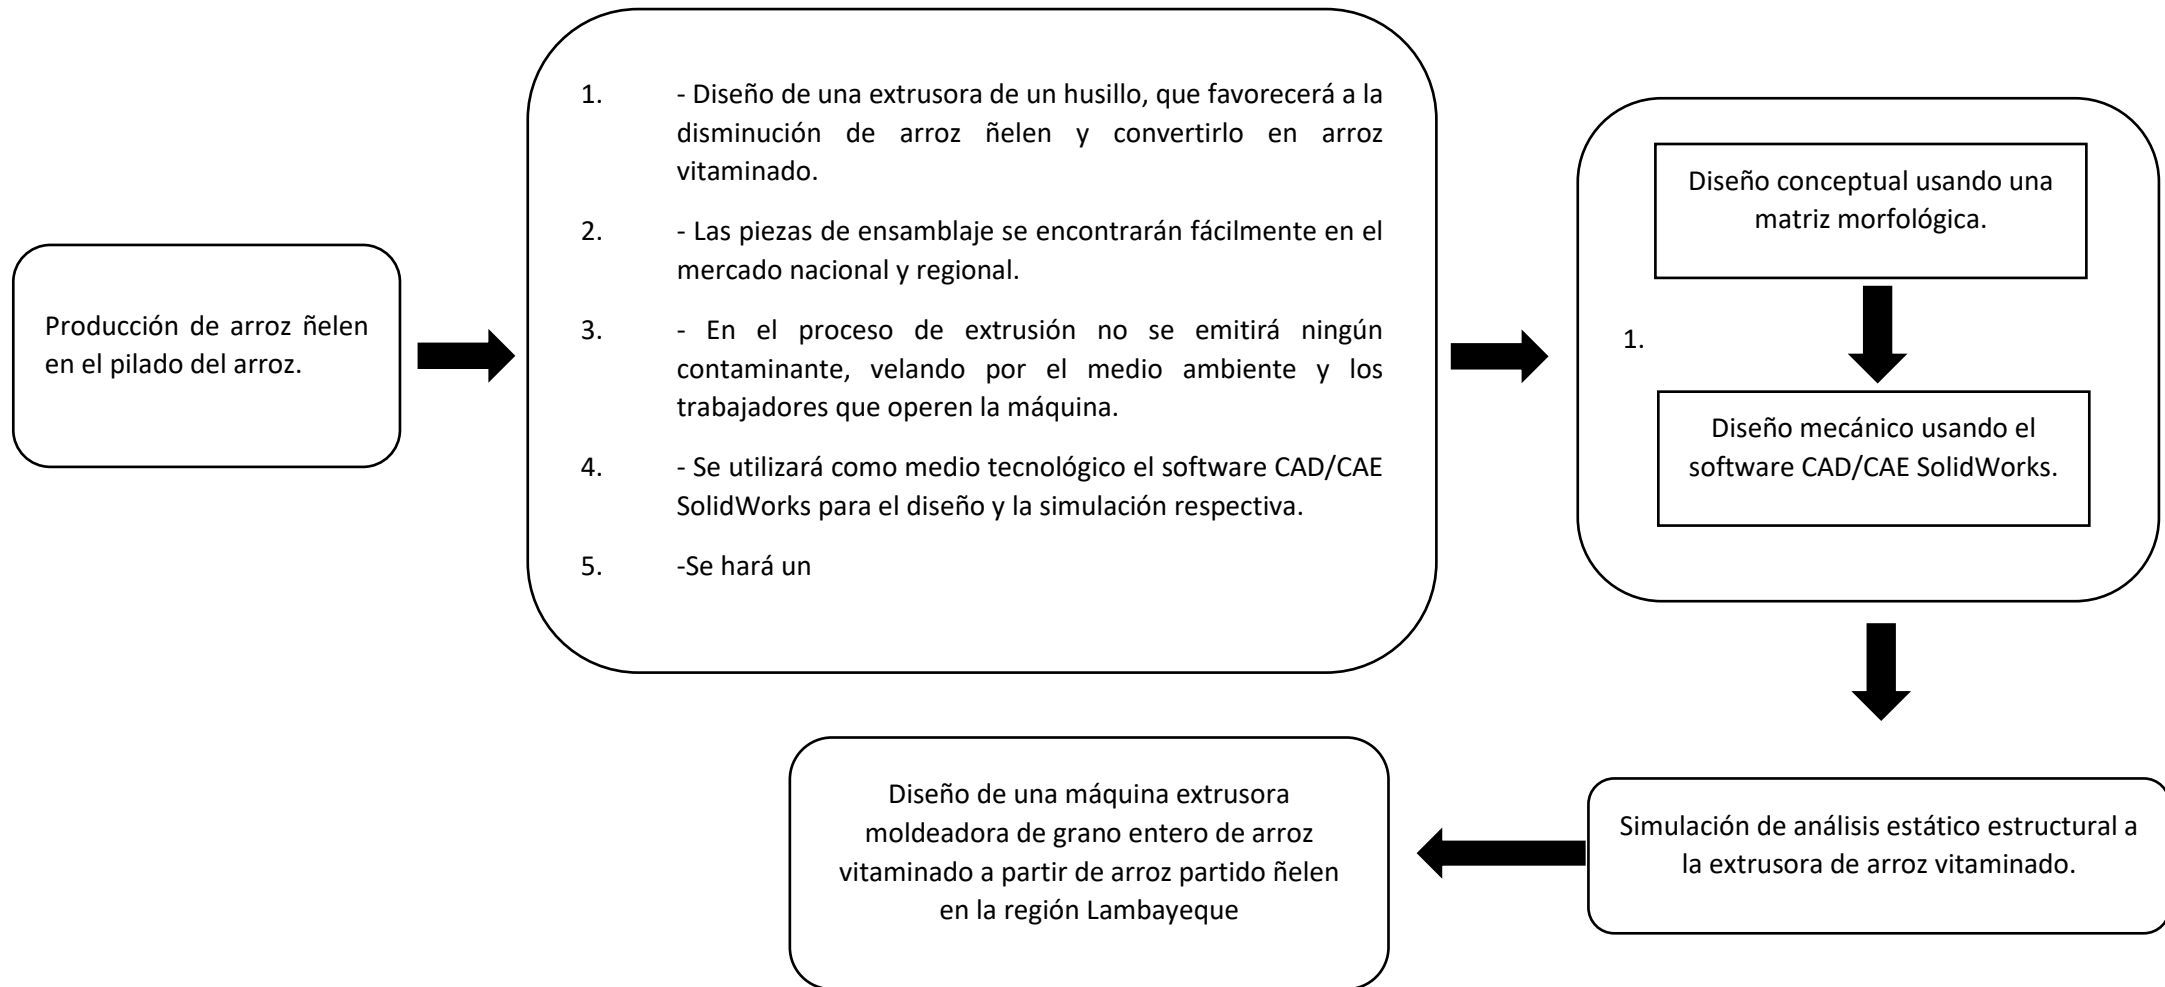 Producción de arroz ñelen
en el pilado del arroz.
1. - Diseño de una extrusora de un husillo, que favorecerá a la
disminución de arroz ñelen y convertirlo en arroz
vitaminado.
2. - Las piezas de ensamblaje se encontrarán fácilmente en el
mercado nacional y regional.
3. - En el proceso de extrusión no se emitirá ningún
contaminante, velando por el medio ambiente y los
trabajadores que operen la máquina.
4. - Se utilizará como medio tecnológico el software CAD/CAE
SolidWorks para el diseño y la simulación respectiva.
5. -Se hará un
Diseño conceptual usando una
matriz morfológica.
1.
Diseño mecánico usando el
software CAD/CAE SolidWorks.
Simulación de análisis estático estructural a
la extrusora de arroz vitaminado.
Diseño de una máquina extrusora
moldeadora de grano entero de arroz
vitaminado a partir de arroz partido ñelen
en la región Lambayeque